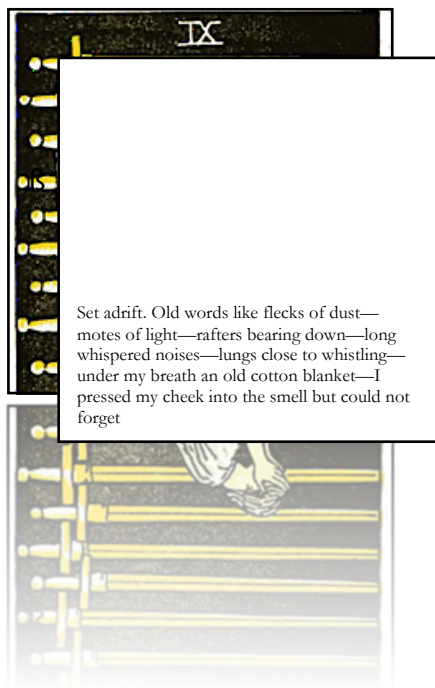 IX
Set adrift. Old words like flecks of dust—
motes of light—rafters bearing down—long
whispered noises—lungs close to whistling—
under my breath an old cotton blanket—I
pressed my cheek into the smell but could not
forget